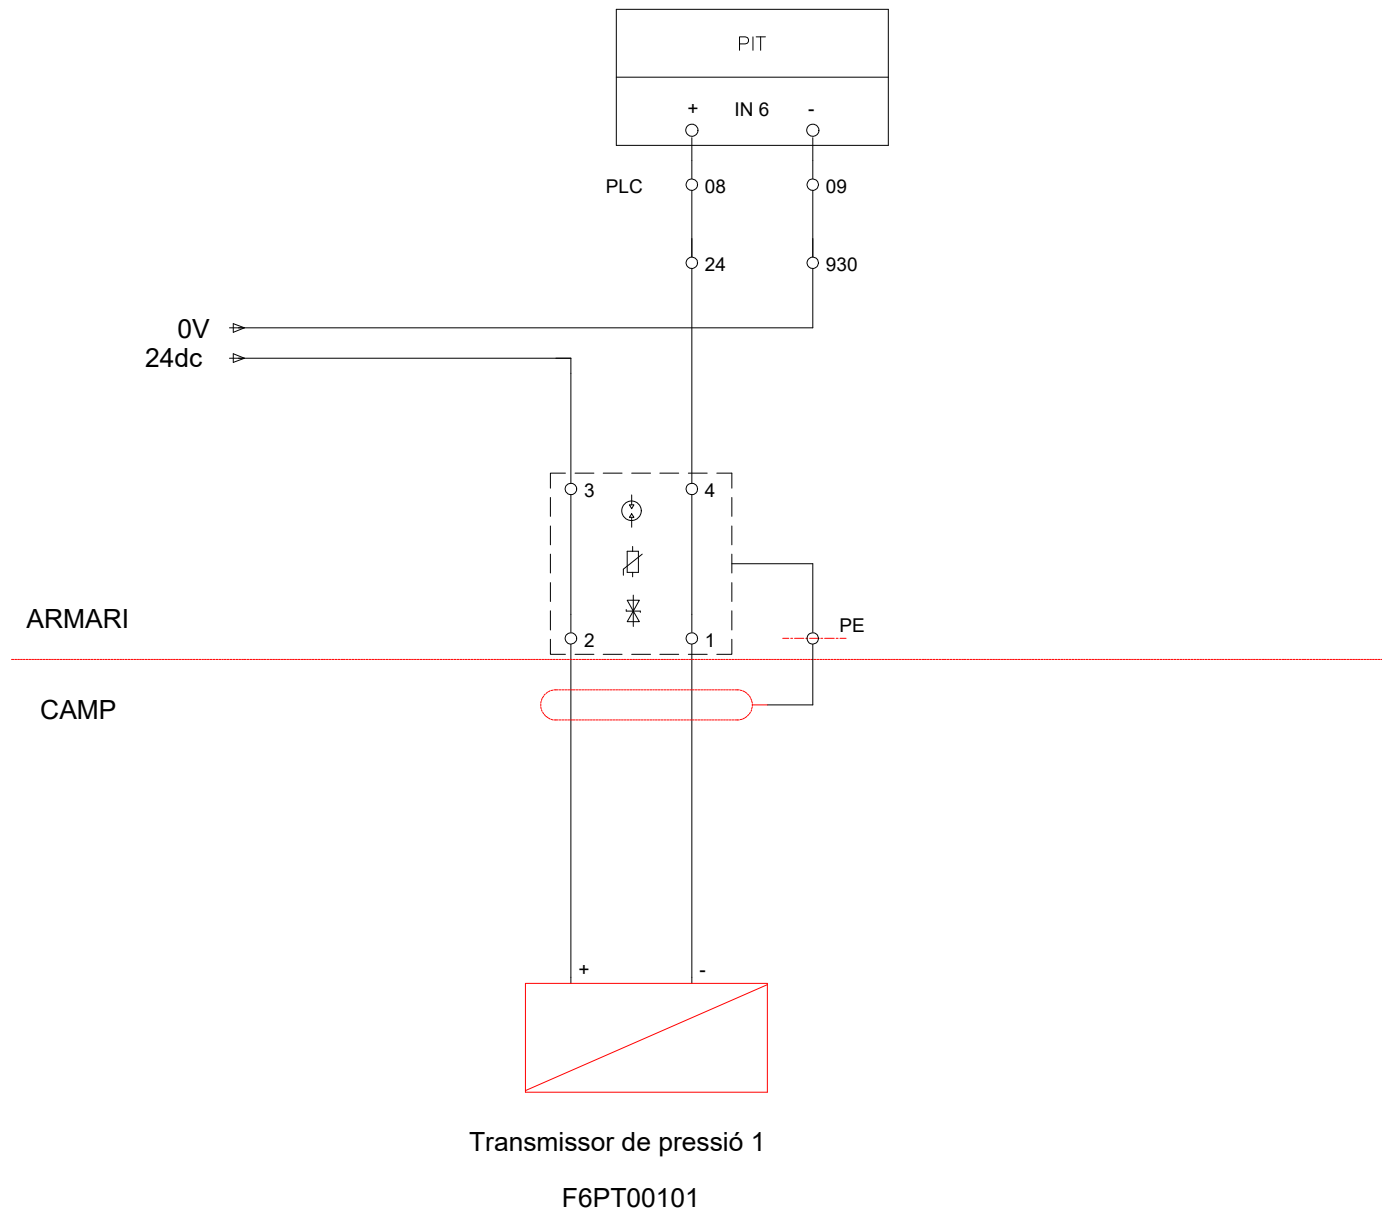 PIT
+ IN 6 -
PLC 08 09
24 930
0V
24dc
3 4
ARMARI
PE
2 1
CAMP
+ -
Transmissor de pressió 1
F6PT00101